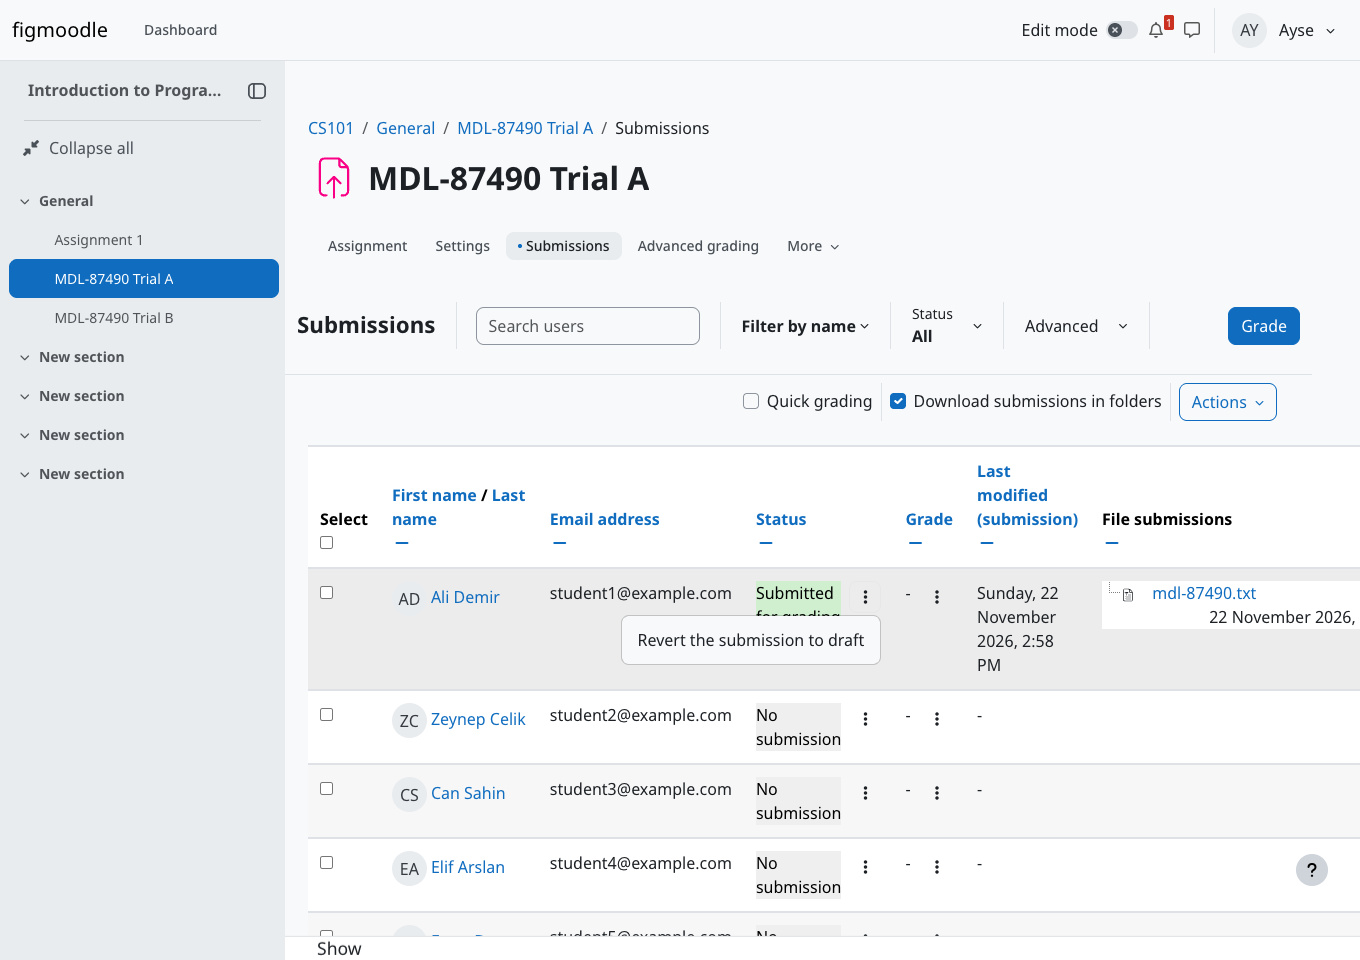 figmoodle
Dashboard
Edit mode
1
AY
Ayse
Introduction to Progra...
Collapse all
General
Assignment 1
MDL-87490 Trial A
MDL-87490 Trial B
New section
New section
New section
New section
CS101 / General / MDL-87490 Trial A / Submissions
MDL-87490 Trial A
Assignment
Settings
Submissions
Advanced grading
More
Submissions
Search users
Filter by name
Status
All
Advanced
Grade
Quick grading
Download submissions in folders
Actions
Select
First name / Last
name
Email address
Status
Grade
Last
modified
(submission)
File submissions
AD Ali Demir
student1@example.com
Submitted
for grading
-
Sunday, 22
November
2026, 2:58
PM
mdl-87490.txt
22 November 2026,
Revert the submission to draft
ZC Zeynep Celik
student2@example.com
No
submission
-
-
CS Can Sahin
student3@example.com
No
submission
-
-
EA Elif Arslan
student4@example.com
No
submission
-
-
student5@example.com
No
Show
?